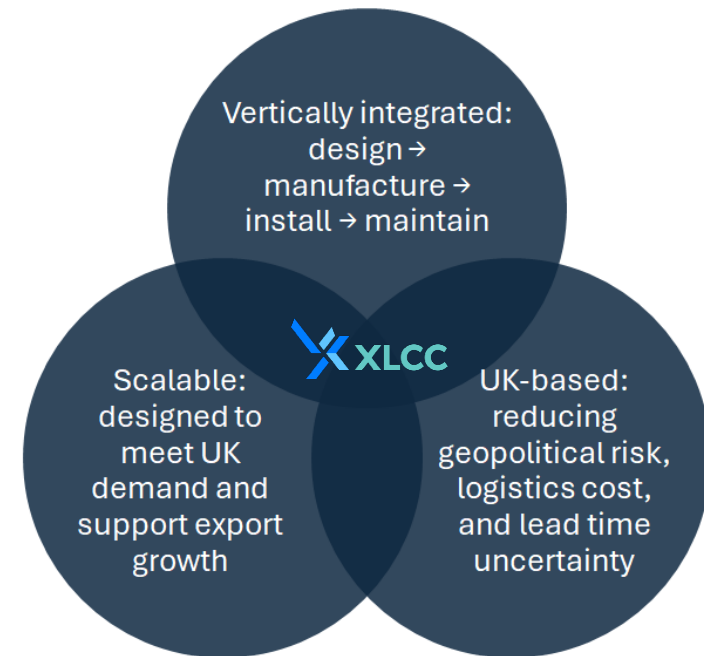 Vertically integrated:
design →
manufacture →
install → maintain
XLCC
Scalable:
designed to
meet UK
demand and
support export
growth
UK-based:
reducing
geopolitical risk,
logistics cost,
and lead time
uncertainty